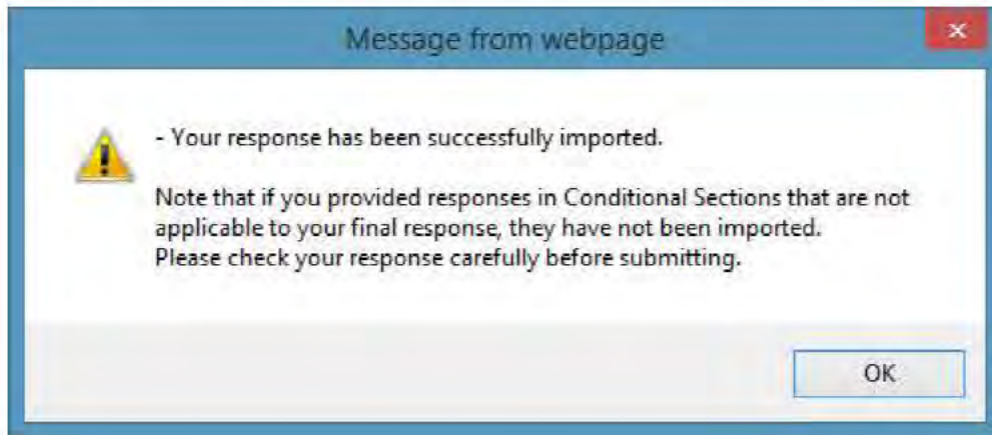 Message from webpage
- Your response has been successfully imported.
Note that if you provided responses in Conditional Sections that are not
applicable to your final response, they have not been imported.
Please check your response carefully before submitting.
OK